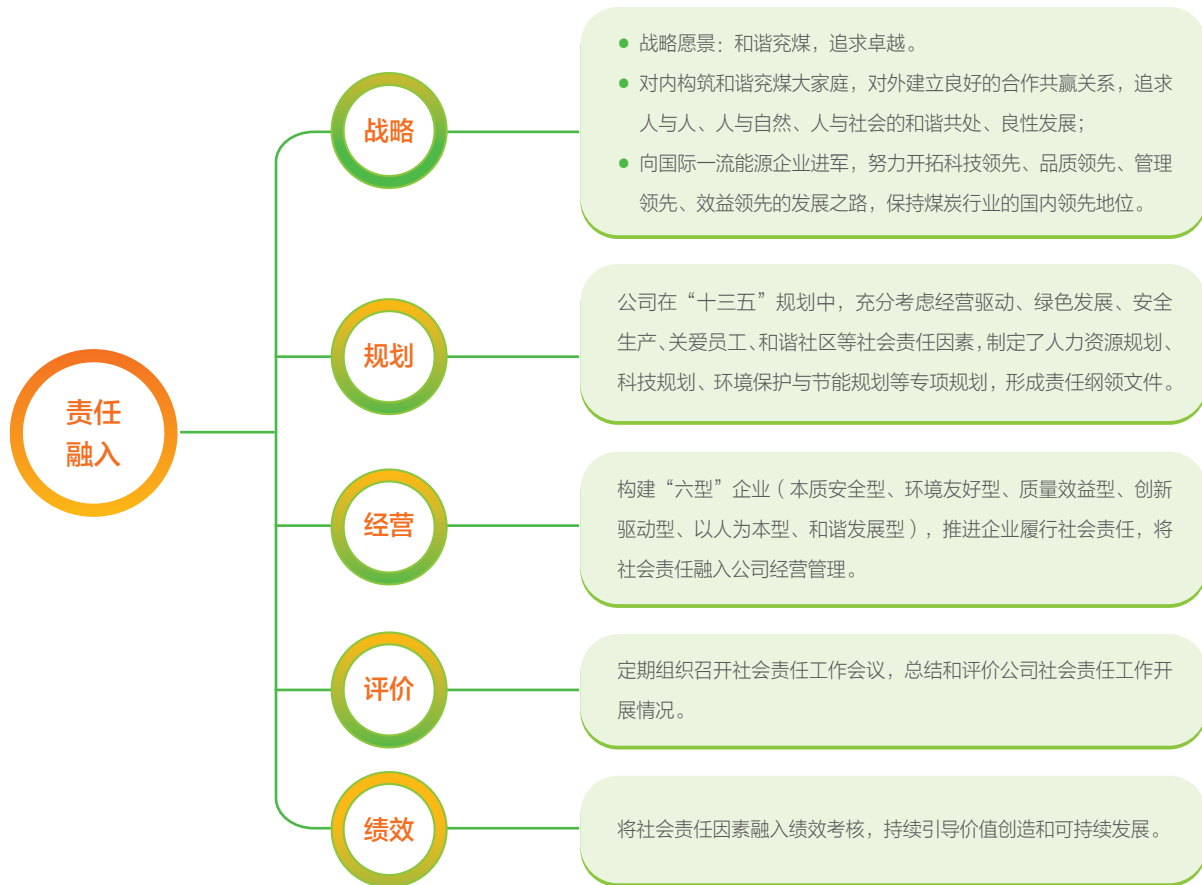 责任
融入
战略
● 战略愿景：和谐兖煤，追求卓越。
● 对内构筑和谐兖煤大家庭，对外建立良好的合作共赢关系，追求
人与人、人与自然、人与社会的和谐共处、良性发展；
● 向国际一流能源企业进军，努力开拓科技领先、品质领先、管理
领先、效益领先的发展之路，保持煤炭行业的国内领先地位。
规划
公司在“十三五”规划中，充分考虑经营驱动、绿色发展、安全
生产、关爱员工、和谐社区等社会责任因素，制定了人力资源规划、
科技规划、环境保护与节能规划等专项规划，形成责任纲领文件。
经营
构建“六型”企业（本质安全型、环境友好型、质量效益型、创新
驱动型、以人为本型、和谐发展型），推进企业履行社会责任，将
社会责任融入公司经营管理。
评价
定期组织召开社会责任工作会议，总结和评价公司社会责任工作开
展情况。
绩效
将社会责任因素融入绩效考核，持续引导价值创造和可持续发展。